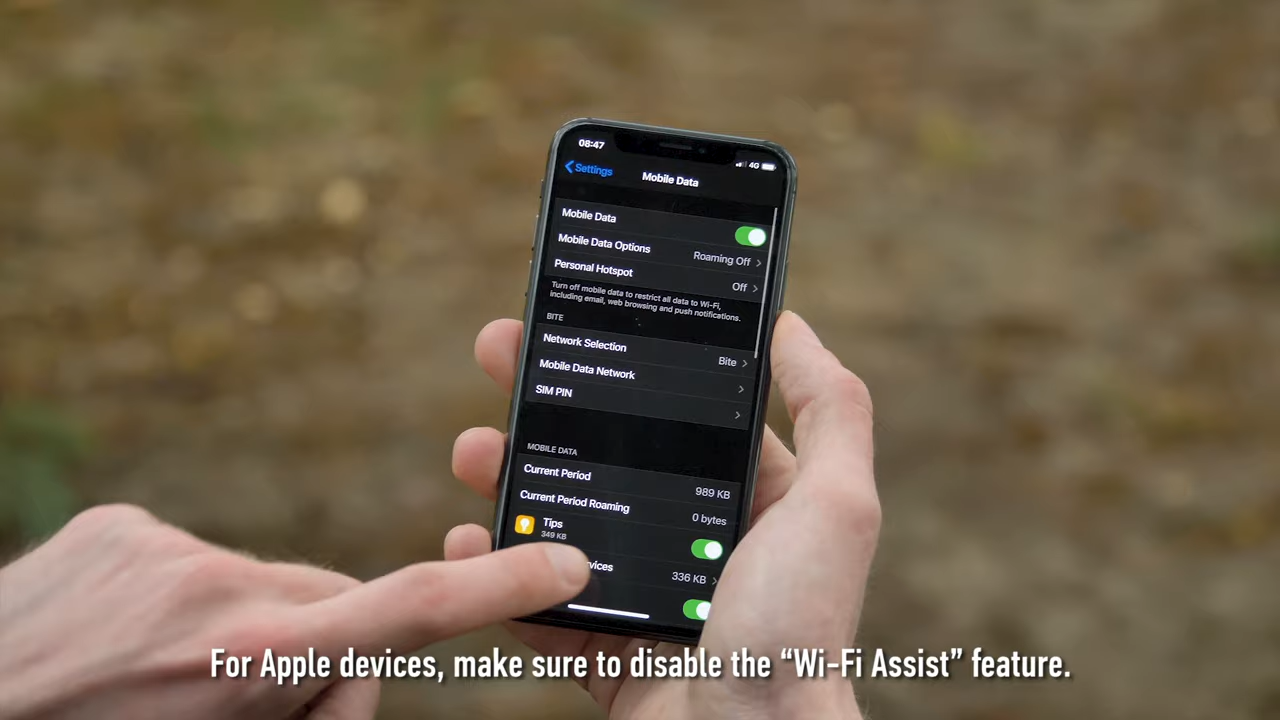 08:47
4G
Settings
Mobile Data
Mobile Data
Mobile Data Options
Roaming Off
Personal Hotspot
Off
Turn off mobile data to restrict all data to Wi-Fi,
including email, web browsing and push notifications.
BITE
Network Selection
Bite
Mobile Data Network
SIM PIN
MOBILE DATA
Current Period
989 KB
Current Period Roaming
0 bytes
Tips
349 KB
336 KB
For Apple devices, make sure to disable the “Wi-Fi Assist” feature.